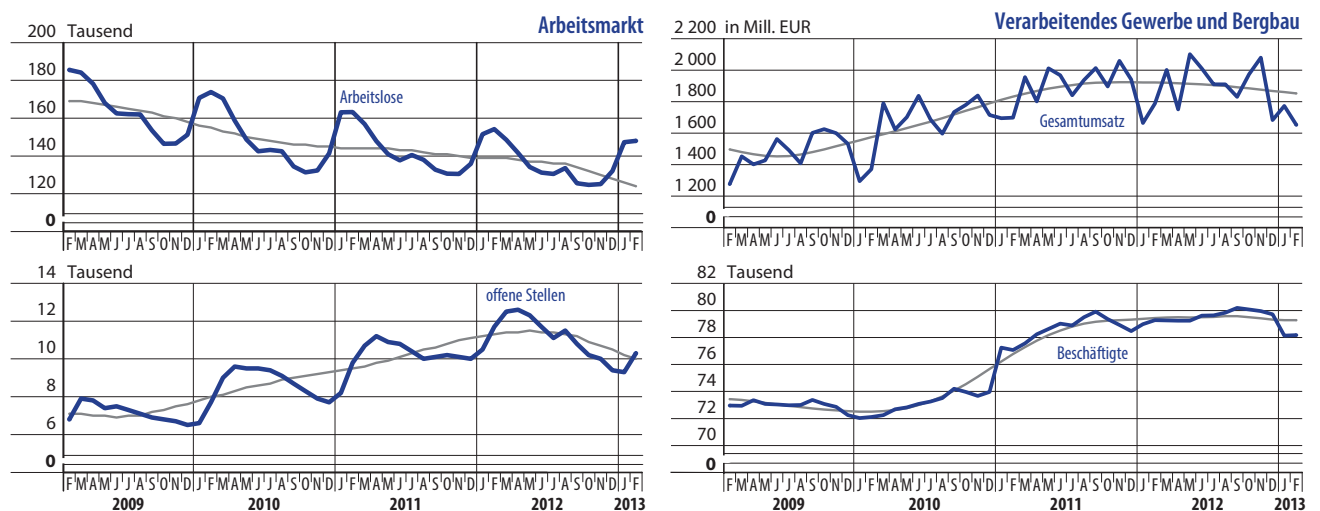 Arbeitsmarkt
200 Tausend
180
160
140
120
0
Arbeitslose
F M A M J J A S O N D J F M A M J J A S O N D J F M A M J J A S O N D J F M A M J J A S O N D J F
Verarbeitendes Gewerbe und Bergbau
2 200 in Mill. EUR
2 000
1 800
1 600
1 400
1 200
0
Gesamtumsatz
F M A M J J A S O N D J F M A M J J A S O N D J F M A M J J A S O N D J F M A M J J A S O N D J F
14 Tausend
12
10
8
6
0
offene Stellen
F M A M J J A S O N D J F M A M J J A S O N D J F M A M J J A S O N D J F M A M J J A S O N D J F
2009 2010 2011 2012 2013
82 Tausend
80
78
76
74
72
70
0
Beschäftigte
F M A M J J A S O N D J F M A M J J A S O N D J F M A M J J A S O N D J F M A M J J A S O N D J F
2009 2010 2011 2012 2013